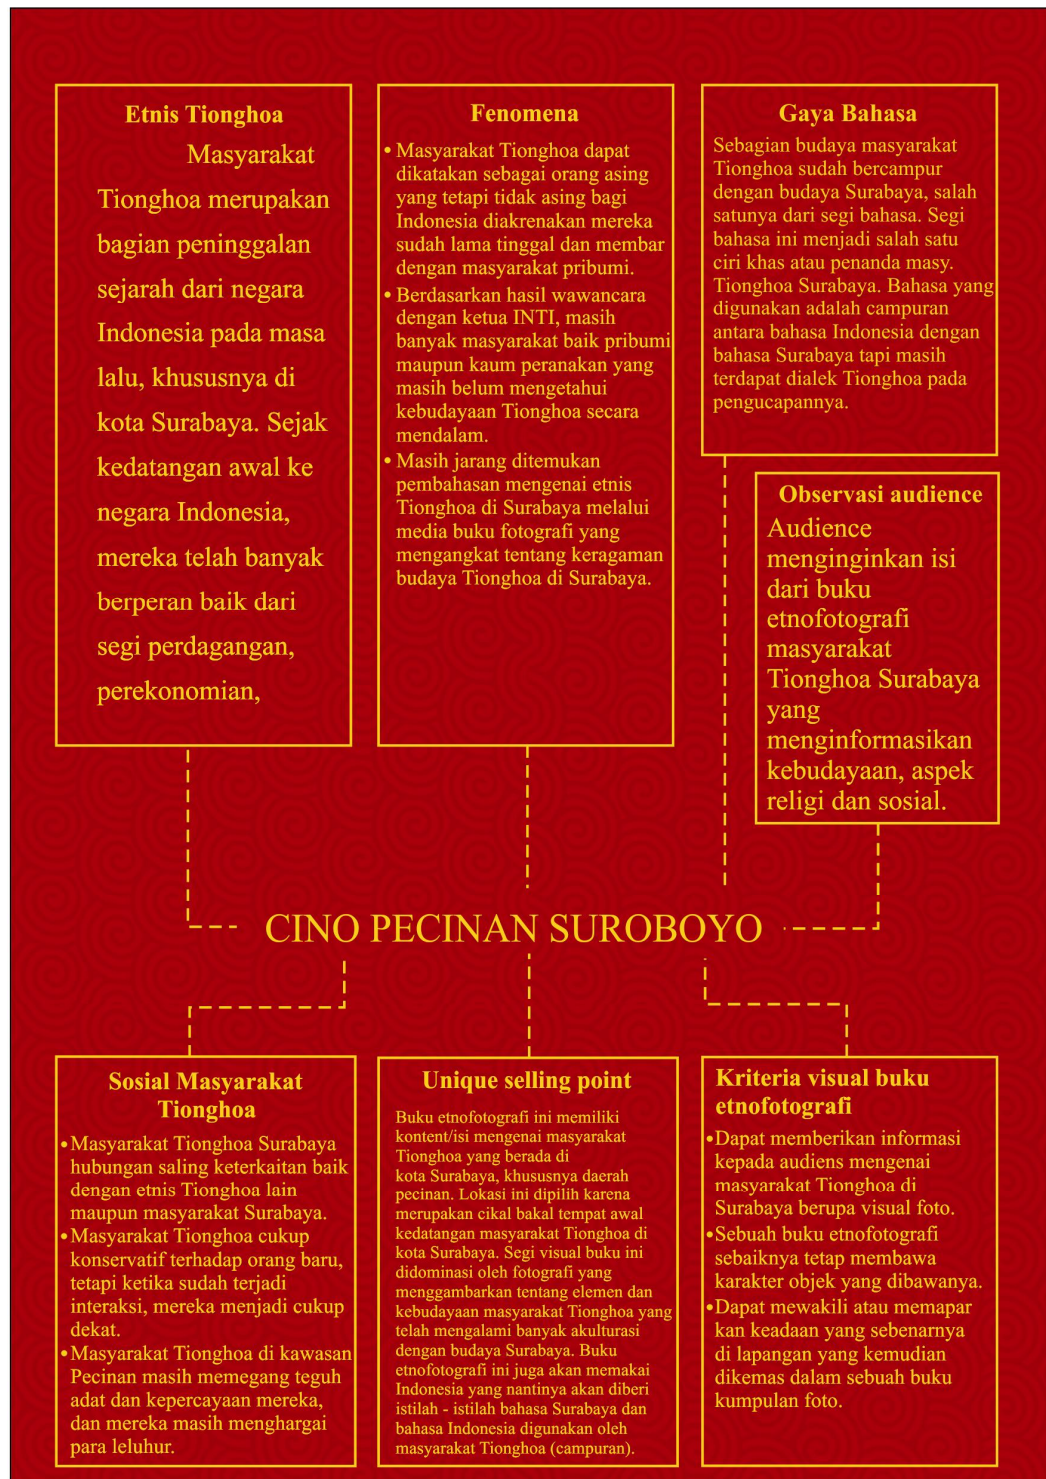 Etnis Tionghoa
Masyarakat
Tionghoa merupakan
bagian peninggalan
sejarah dari negara
Indonesia pada masa
lalu, khususnya di
kota Surabaya. Sejak
kedatangan awal ke
negara Indonesia,
mereka telah banyak
berperan baik dari
segi perdagangan,
perekonomian,
Fenomena
• Masyarakat Tionghoa dapat
dikatakan sebagai orang asing
yang tetapi tidak asing bagi
Indonesia diakrenakan mereka
sudah lama tinggal dan membar
dengan masyarakat pribumi.
• Berdasarkan hasil wawancara
dengan ketua INTI, masih
banyak masyarakat baik pribumi
maupun kaum peranakan yang
masih belum mengetahui
kebudayaan Tionghoa secara
mendalam.
• Masih jarang ditemukan
pembahasan mengenai etnis
Tionghoa di Surabaya melalui
media buku fotografi yang
mengangkat tentang keragaman
budaya Tionghoa di Surabaya.
Gaya Bahasa
Sebagian budaya masyarakat
Tionghoa sudah bercampur
dengan budaya Surabaya, salah
satunya dari segi bahasa. Segi
bahasa ini menjadi salah satu
ciri khas atau penanda masy.
Tionghoa Surabaya. Bahasa yang
digunakan adalah campuran
antara bahasa Indonesia dengan
bahasa Surabaya tapi masih
terdapat dialek Tionghoa pada
pengucapannya.
Observasi audience
Audience
menginginkan isi
dari buku
etnofotografi
masyarakat
Tionghoa Surabaya
yang
menginformasikan
kebudayaan, aspek
religi dan sosial.
CINO PECINAN SUROBOYO
Sosial Masyarakat
Tionghoa
• Masyarakat Tionghoa Surabaya
hubungan saling keterkaitan baik
dengan etnis Tionghoa lain
maupun masyarakat Surabaya.
• Masyarakat Tionghoa cukup
konservatif terhadap orang baru,
tetapi ketika sudah terjadi
interaksi, mereka menjadi cukup
dekat.
• Masyarakat Tionghoa di kawasan
Pecinan masih memegang teguh
adat dan kepercayaan mereka,
dan mereka masih menghargai
para leluhur.
Unique selling point
Buku etnofotografi ini memiliki
kontent/isi mengenai masyarakat
Tionghoa yang berada di
kota Surabaya, khususnya daerah
pecinan. Lokasi ini dipilih karena
merupakan cikal bakal tempat awal
kedatangan masyarakat Tionghoa di
kota Surabaya. Segi visual buku ini
didominasi oleh fotografi yang
menggambarkan tentang elemen dan
kebudayaan masyarakat Tionghoa yang
telah mengalami banyak akulturasi
dengan budaya Surabaya. Buku
etnofotografi ini juga akan memakai
Indonesia yang nantinya akan diberi
istilah - istilah bahasa Surabaya dan
bahasa Indonesia digunakan oleh
masyarakat Tionghoa (campuran).
Kriteria visual buku
etnofotografi
• Dapat memberikan informasi
kepada audiens mengenai
masyarakat Tionghoa di
Surabaya berupa visual foto.
• Sebuah buku etnofotografi
sebaiknya tetap membawa
karakter objek yang dibawanya.
• Dapat mewakili atau memapar
kan keadaan yang sebenarnya
di lapangan yang kemudian
dikemas dalam sebuah buku
kumpulan foto.